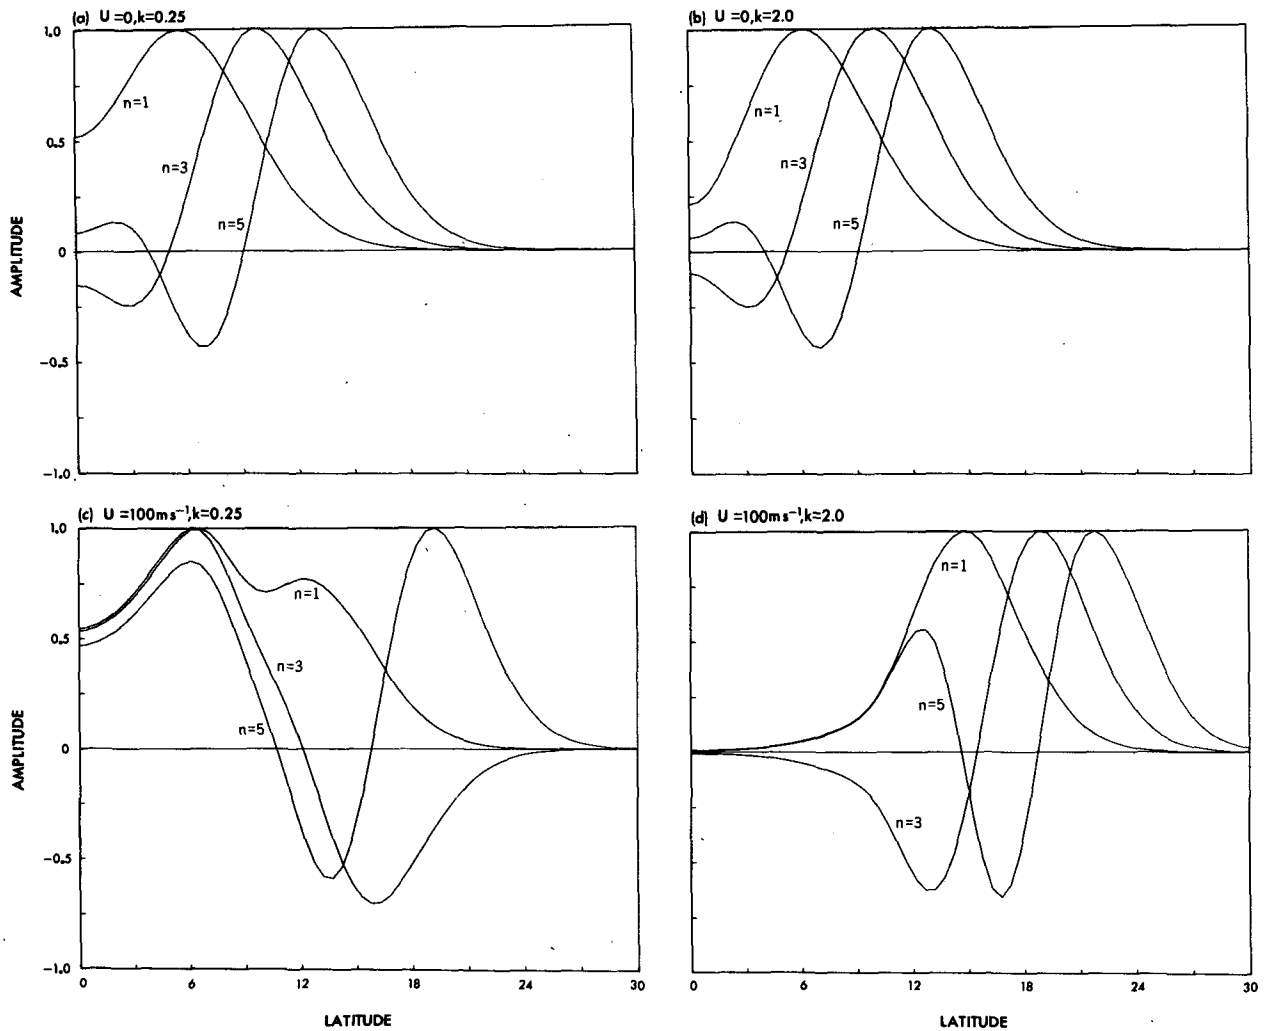 (a) U =0,k=0.25
1.0
0.5
0
−0.5
−1.0
AMPLITUDE
n=1
n=3
n=5
(b) U =0,k=2.0
n=1
n=3
n=5
(c) U =100ms⁻¹,k=0.25
1.0
0.5
0
−0.5
−1.0
AMPLITUDE
n=1
n=3
n=5
0 6 12 18 24 30
LATITUDE
(d) U =100ms⁻¹,k=2.0
n=1
n=5
n=3
0 6 12 18 24 30
LATITUDE